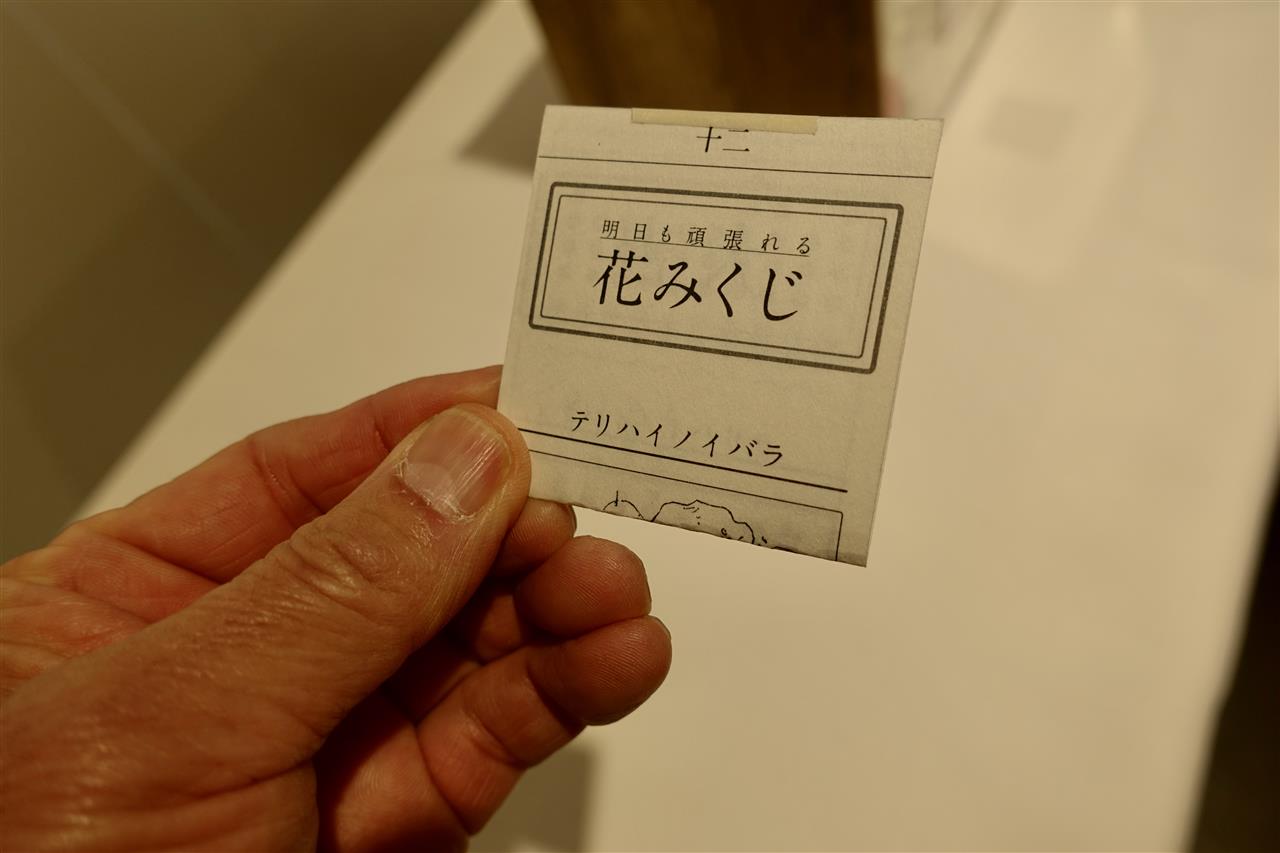 十二
明日も頑張れる
花みくじ
テリハイノイバラ